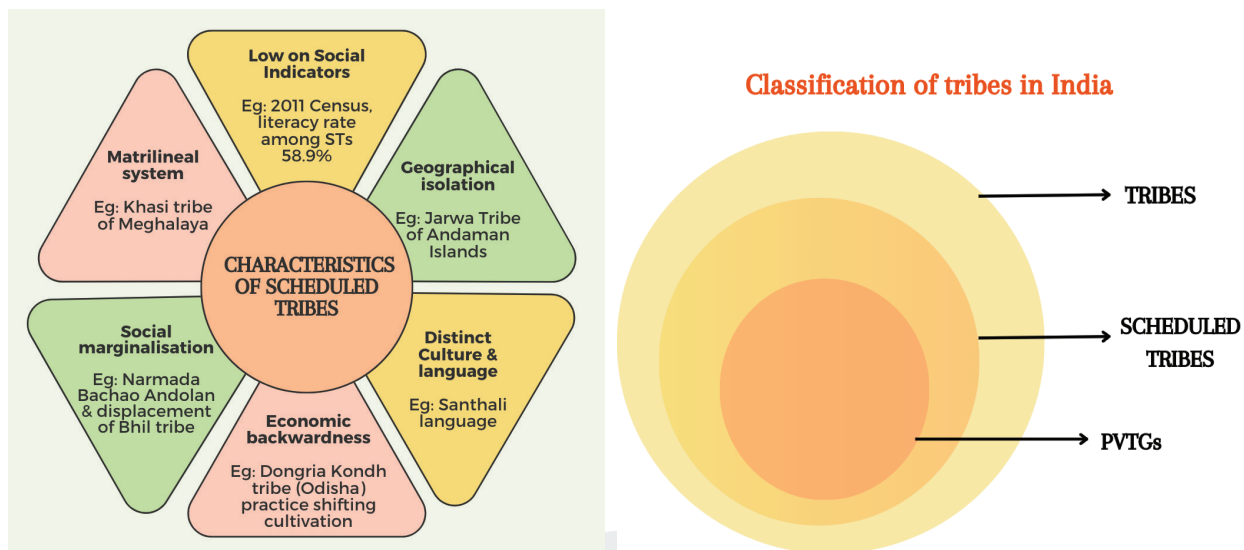 Low on Social
Indicators
Eg: 2011 Census,
literacy rate
among STs
58.9%
Geographical
isolation
Eg: Jarwa Tribe
of Andaman
Islands
Distinct
Culture &
language
Eg: Santhali
language
Economic
backwardness
Eg: Dongria Kondh
tribe (Odisha)
practice shifting
cultivation
Social
marginalisation
Eg: Narmada
Bachao Andolan
& displacement
of Bhil tribe
Matrilineal
system
Eg: Khasi tribe
of Meghalaya
CHARACTERISTICS
OF SCHEDULED
TRIBES
Classification of tribes in India
TRIBES
SCHEDULED
TRIBES
PVTGs